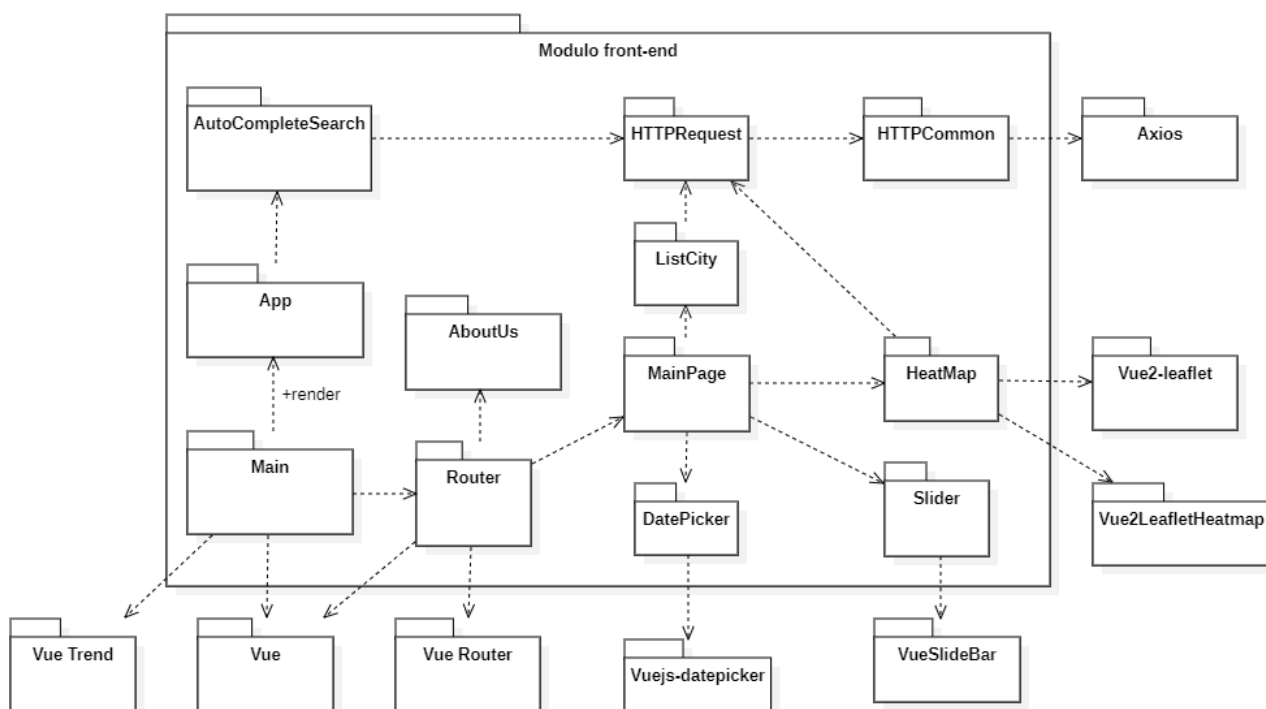 Modulo front-end
AutoCompleteSearch
HTTPRequest
HTTPCommon
Axios
ListCity
App
AboutUs
MainPage
HeatMap
Vue2-leaflet
+render
Main
Router
DatePicker
Slider
Vue2LeafletHeatmap
Vue Trend
Vue
Vue Router
Vuejs-datepicker
VueSlideBar